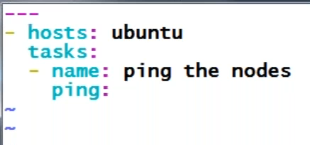 ---
- hosts: ubuntu
  tasks:
  - name: ping the nodes
    ping:
~
~